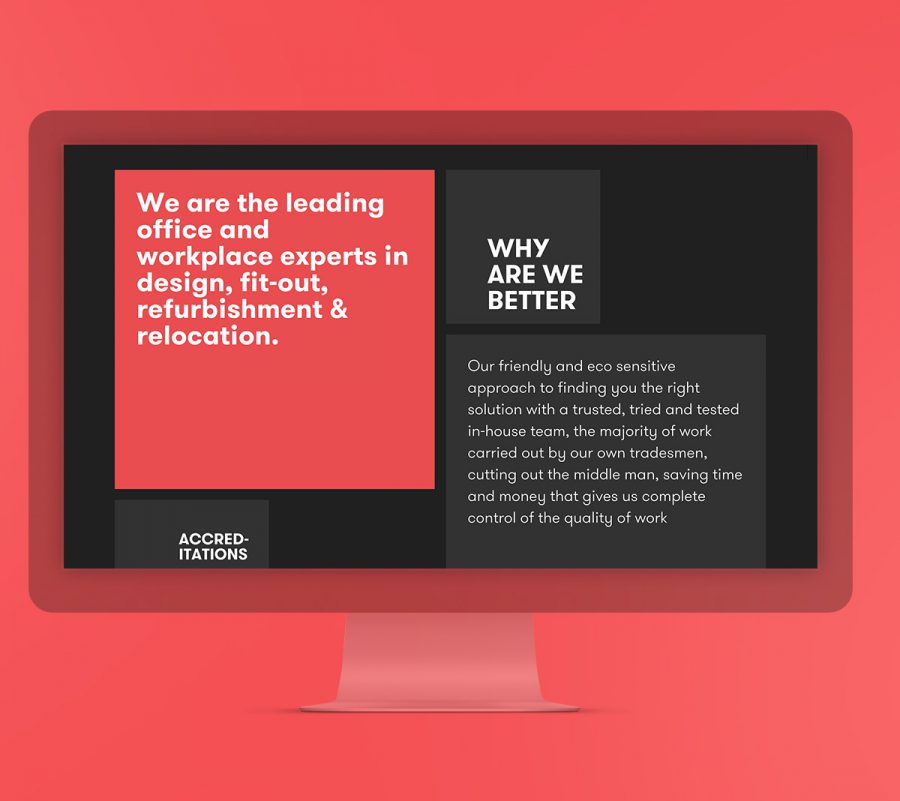 We are the leading
office and
workplace experts in
design, fit-out,
refurbishment &
relocation.
WHY
ARE WE
BETTER
Our friendly and eco sensitive
approach to finding you the right
solution with a trusted, tried and tested
in-house team, the majority of work
carried out by our own tradesmen,
cutting out the middle man, saving time
and money that gives us complete
control of the quality of work
ACCRED-
ITATIONS